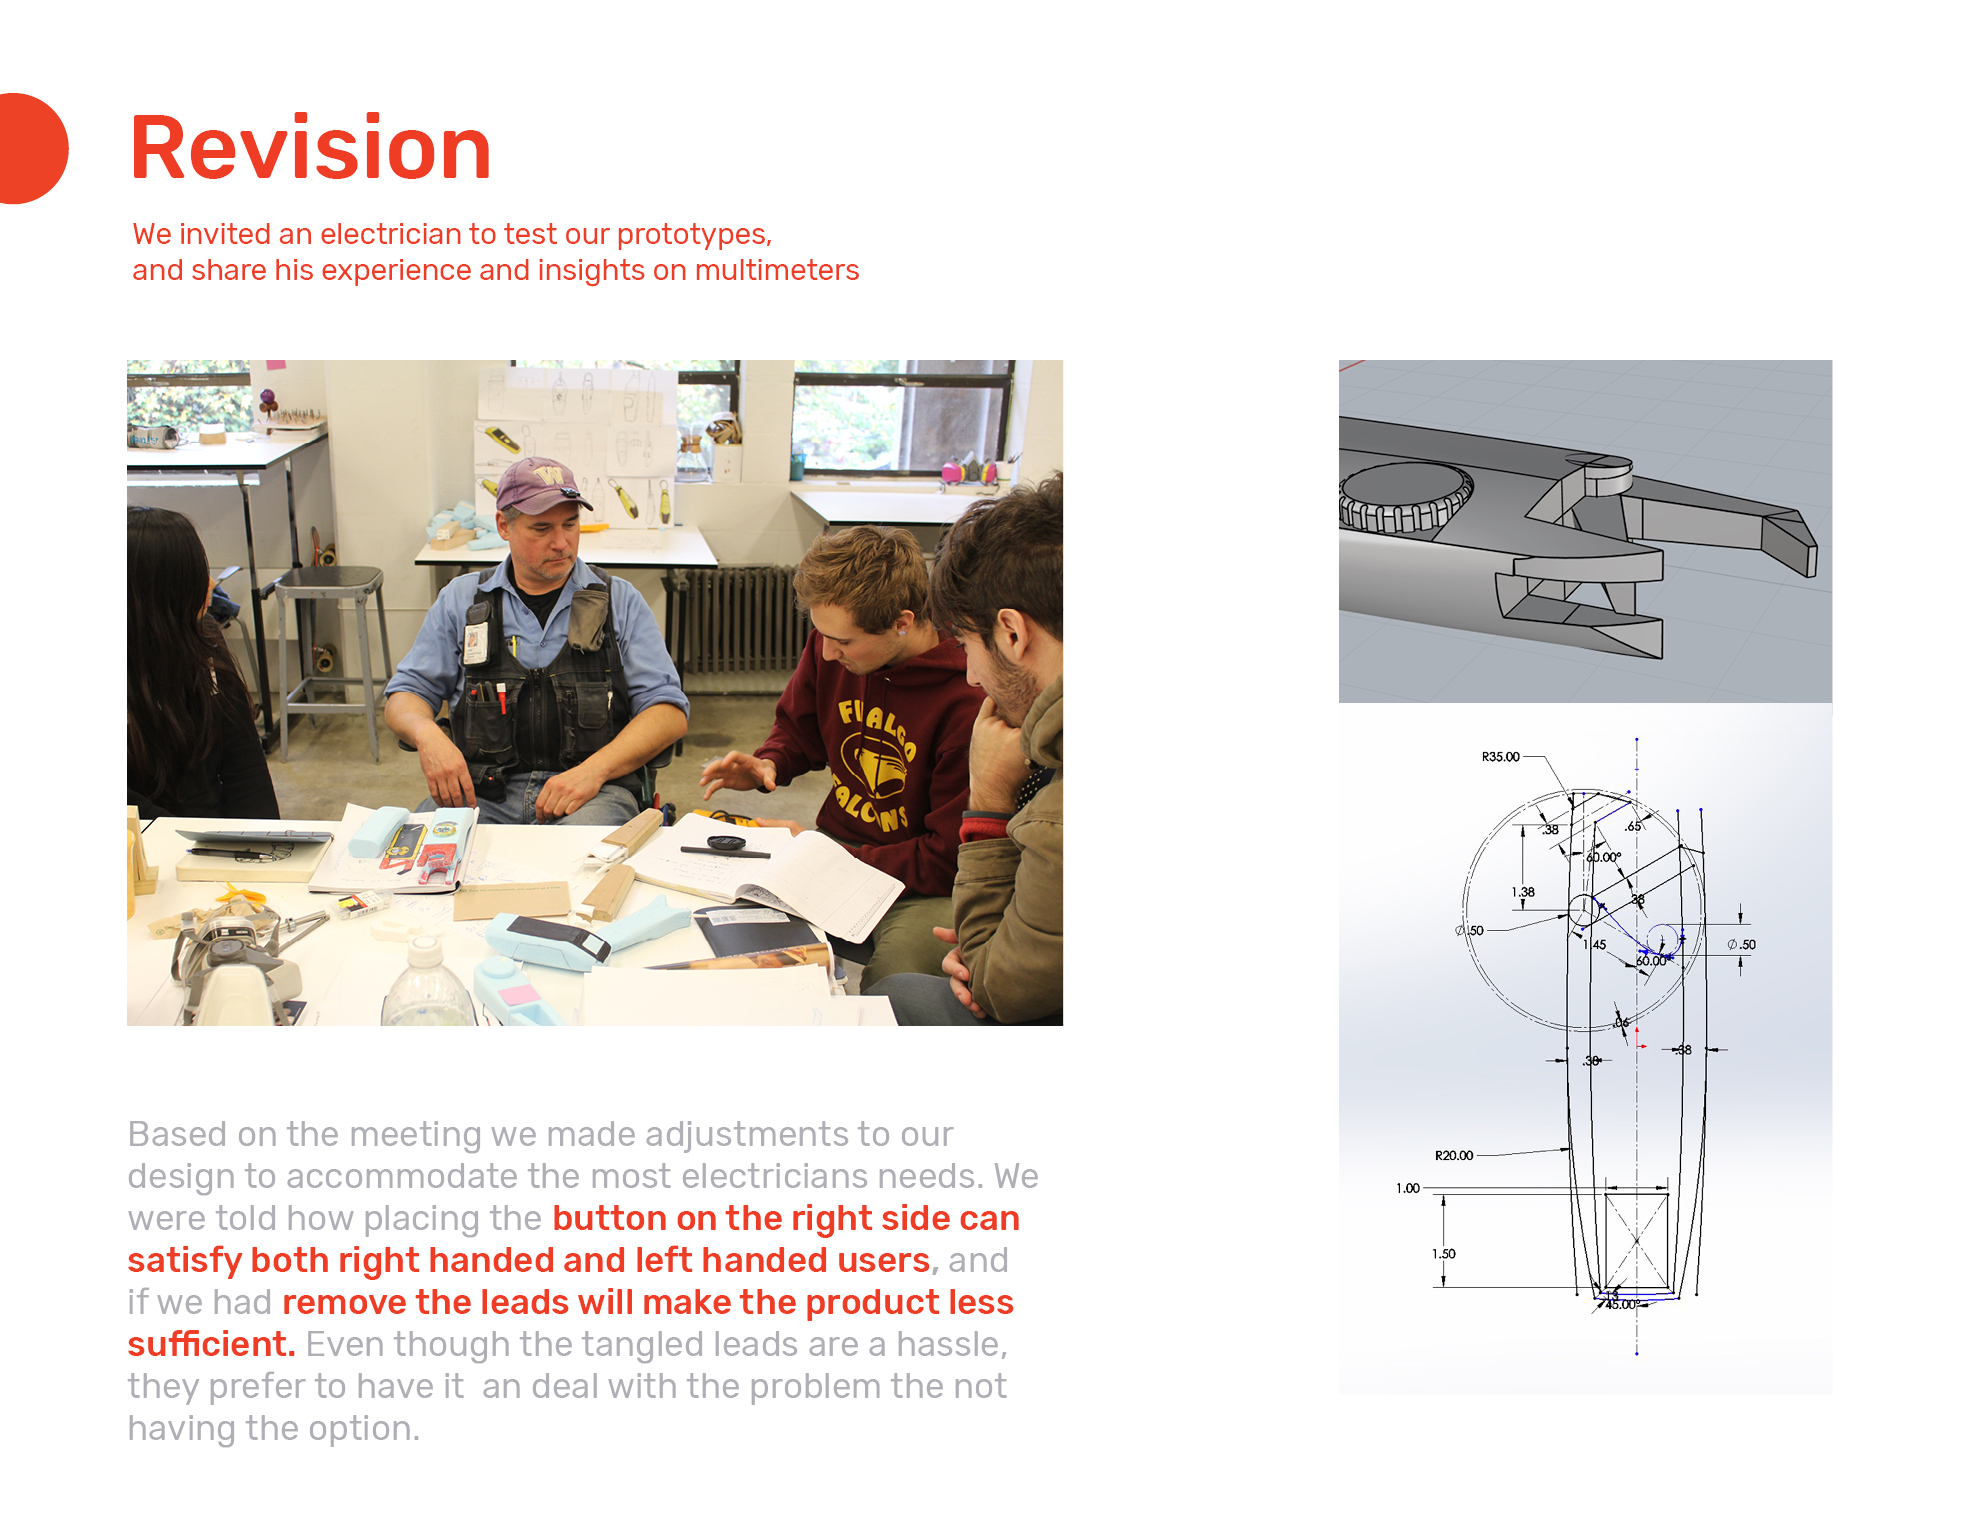 Revision
We invited an electrician to test our prototypes,
and share his experience and insights on multimeters
W
FI ALGO
FALCONS
R35.00
.38
.65
60.00°
1.38
.38
∅.50
1.45
∅.50
60.00°
.06
.38
.38
R20.00
1.00
1.50
.13
45.00°
Based on the meeting we made adjustments to our
design to accommodate the most electricians needs. We
were told how placing the button on the right side can
satisfy both right handed and left handed users, and
if we had remove the leads will make the product less
sufficient. Even though the tangled leads are a hassle,
they prefer to have it  an deal with the problem the not
having the option.